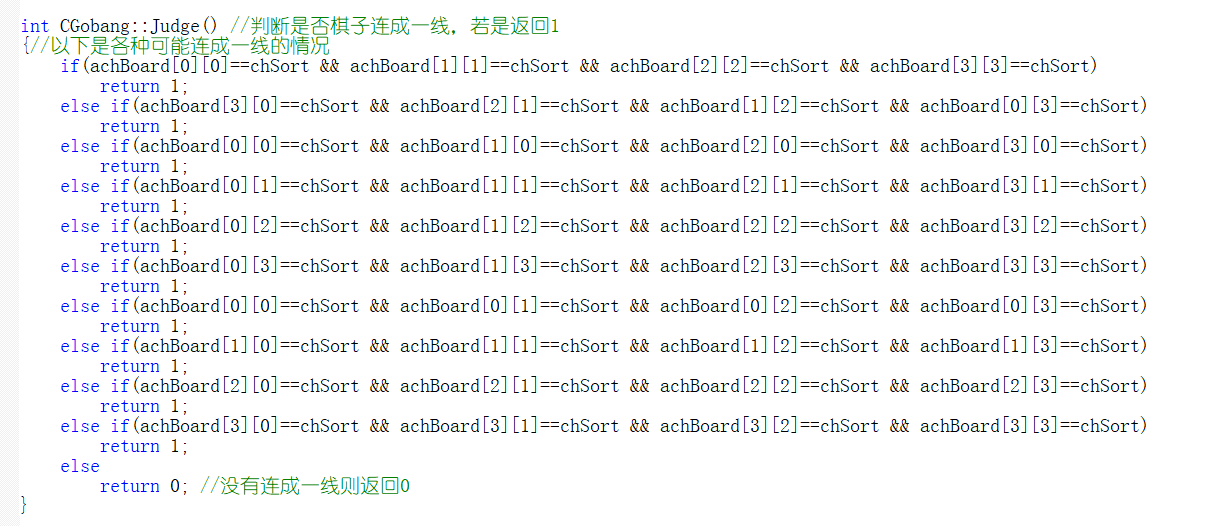 int CGobang::Judge() //判断是否棋子连成一线，若是返回1
{//以下是各种可能连成一线的情况
if(achBoard[0][0]==chSort && achBoard[1][1]==chSort && achBoard[2][2]==chSort && achBoard[3][3]==chSort)
return 1;
else if(achBoard[3][0]==chSort && achBoard[2][1]==chSort && achBoard[1][2]==chSort && achBoard[0][3]==chSort)
return 1;
else if(achBoard[0][0]==chSort && achBoard[1][0]==chSort && achBoard[2][0]==chSort && achBoard[3][0]==chSort)
return 1;
else if(achBoard[0][1]==chSort && achBoard[1][1]==chSort && achBoard[2][1]==chSort && achBoard[3][1]==chSort)
return 1;
else if(achBoard[0][2]==chSort && achBoard[1][2]==chSort && achBoard[2][2]==chSort && achBoard[3][2]==chSort)
return 1;
else if(achBoard[0][3]==chSort && achBoard[1][3]==chSort && achBoard[2][3]==chSort && achBoard[3][3]==chSort)
return 1;
else if(achBoard[0][0]==chSort && achBoard[0][1]==chSort && achBoard[0][2]==chSort && achBoard[0][3]==chSort)
return 1;
else if(achBoard[1][0]==chSort && achBoard[1][1]==chSort && achBoard[1][2]==chSort && achBoard[1][3]==chSort)
return 1;
else if(achBoard[2][0]==chSort && achBoard[2][1]==chSort && achBoard[2][2]==chSort && achBoard[2][3]==chSort)
return 1;
else if(achBoard[3][0]==chSort && achBoard[3][1]==chSort && achBoard[3][2]==chSort && achBoard[3][3]==chSort)
return 1;
else
return 0; //没有连成一线则返回0
}